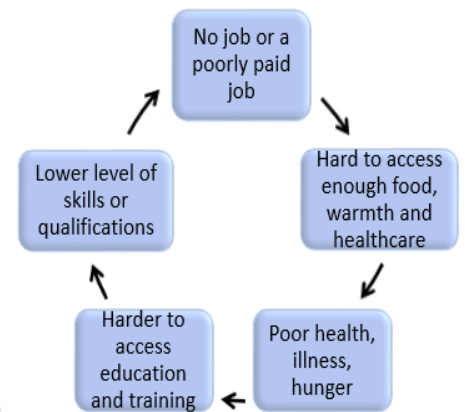 No job or a
poorly paid
job
Hard to access
enough food,
warmth and
healthcare
Poor health,
illness,
hunger
Harder to
access
education
and training
Lower level of
skills or
qualifications